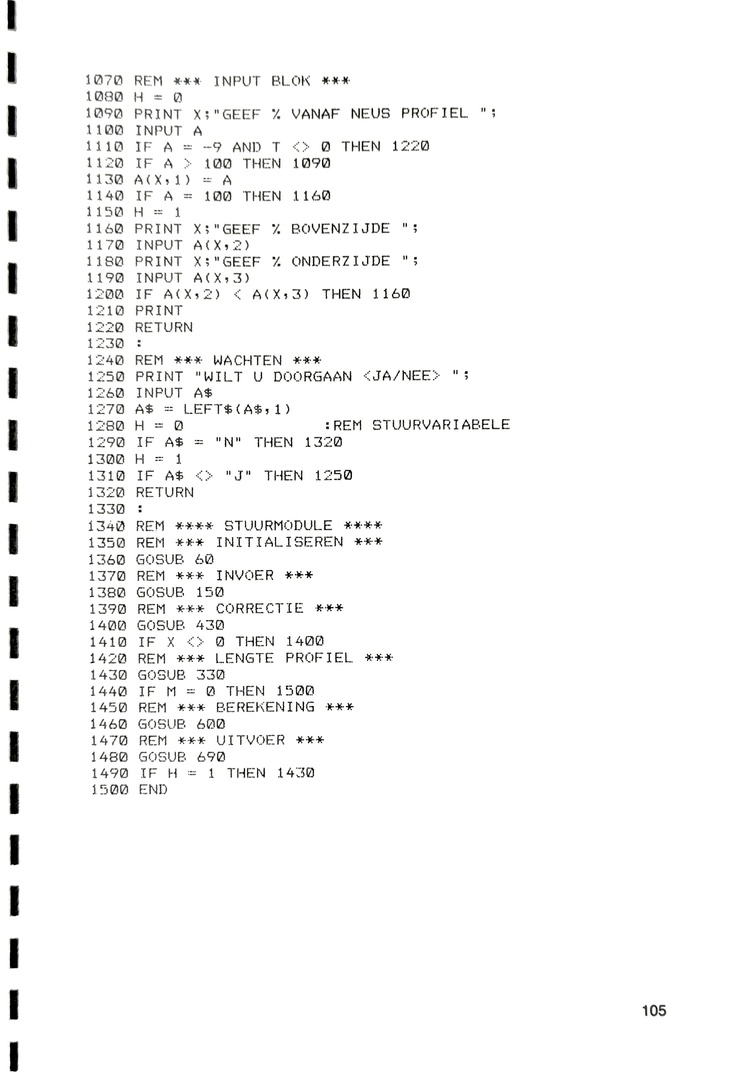 1070 REM *** INPUT BLOK ***
1080 H = 0
1090 PRINT X;"GEEF % VANAF NEUS PROFIEL ";
1100 INPUT A
1110 IF A = -9 AND T <> 0 THEN 1220
1120 IF A > 100 THEN 1090
1130 A(X,1) = A
1140 IF A = 100 THEN 1160
1150 H = 1
1160 PRINT X;"GEEF % BOVENZIJDE ";
1170 INPUT A(X,2)
1180 PRINT X;"GEEF % ONDERZIJDE ";
1190 INPUT A(X,3)
1200 IF A(X,2) < A(X,3) THEN 1160
1210 PRINT
1220 RETURN
1230 :
1240 REM *** WACHTEN ***
1250 PRINT "WILT U DOORGAAN <JA/NEE> ";
1260 INPUT A$
1270 A$ = LEFT$(A$,1)
1280 H = 0 :REM STUURVARIABELE
1290 IF A$ = "N" THEN 1320
1300 H = 1
1310 IF A$ <> "J" THEN 1250
1320 RETURN
1330 :
1340 REM **** STUURMODULE ****
1350 REM *** INITIALISEREN ***
1360 GOSUB 60
1370 REM *** INVOER ***
1380 GOSUB 150
1390 REM *** CORRECTIE ***
1400 GOSUB 430
1410 IF X <> 0 THEN 1400
1420 REM *** LENGTE PROFIEL ***
1430 GOSUB 330
1440 IF M = 0 THEN 1500
1450 REM *** BEREKENING ***
1460 GOSUB 600
1470 REM *** UITVOER ***
1480 GOSUB 690
1490 IF H = 1 THEN 1430
1500 END
105